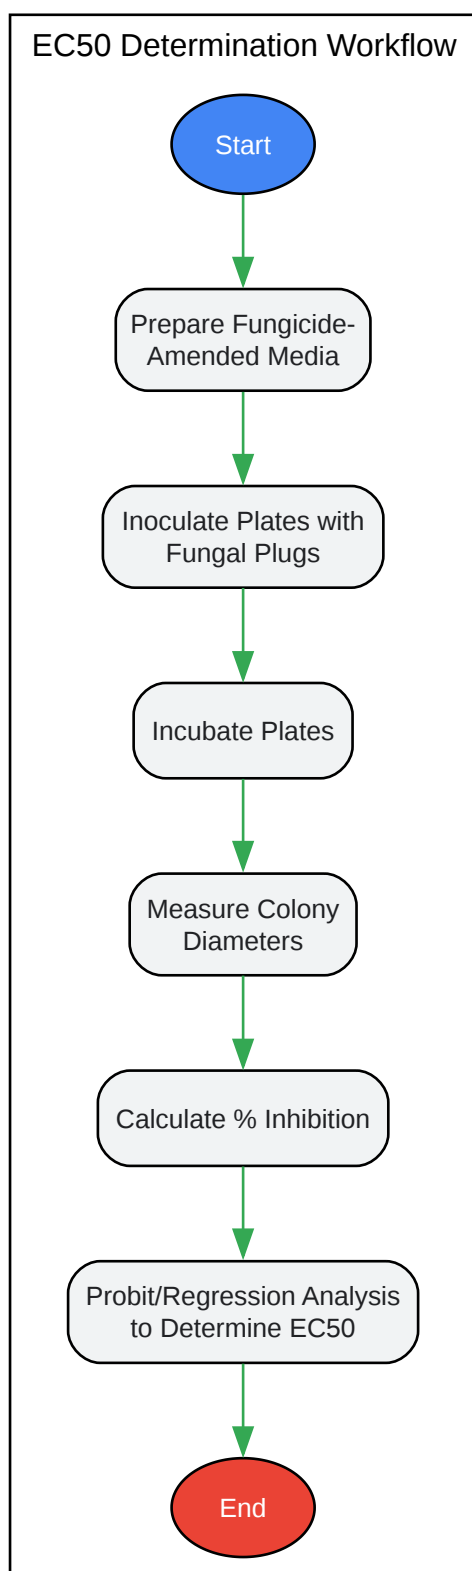 EC50 Determination Workflow
Start
Prepare Fungicide-
Amended Media
Inoculate Plates with
Fungal Plugs
Incubate Plates
Measure Colony
Diameters
Calculate % Inhibition
Probit/Regression Analysis
to Determine EC50
End